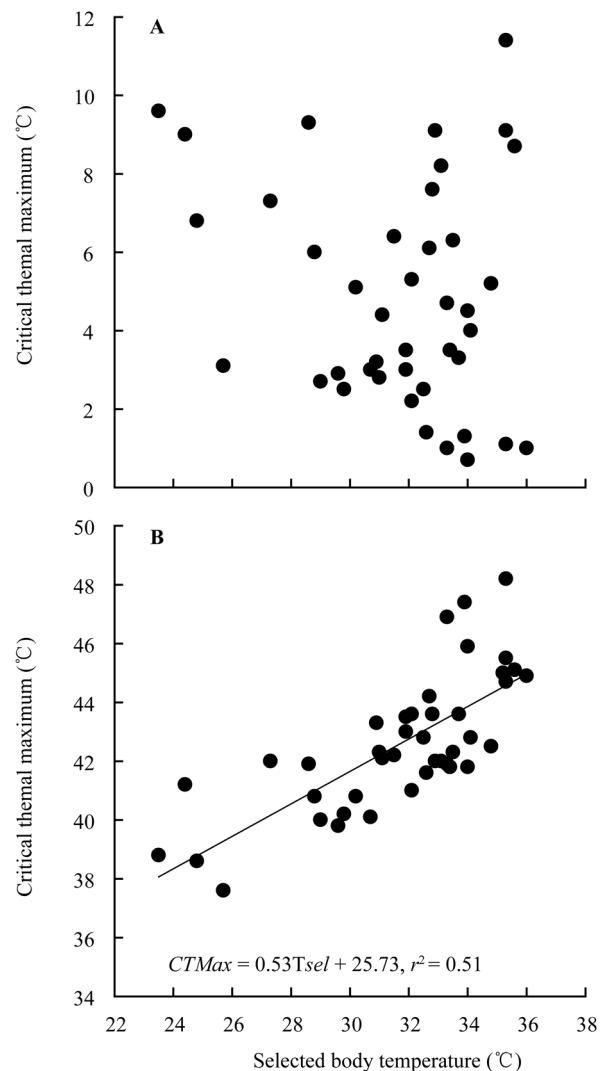 A
Critical themal maximum (℃)
12
10
8
6
4
2
0
B
Critical themal maximum (℃)
50
48
46
44
42
40
38
36
34
CTMax = 0.53Tsel + 25.73, r² = 0.51
22 24 26 28 30 32 34 36 38
Selected body temperature (℃)